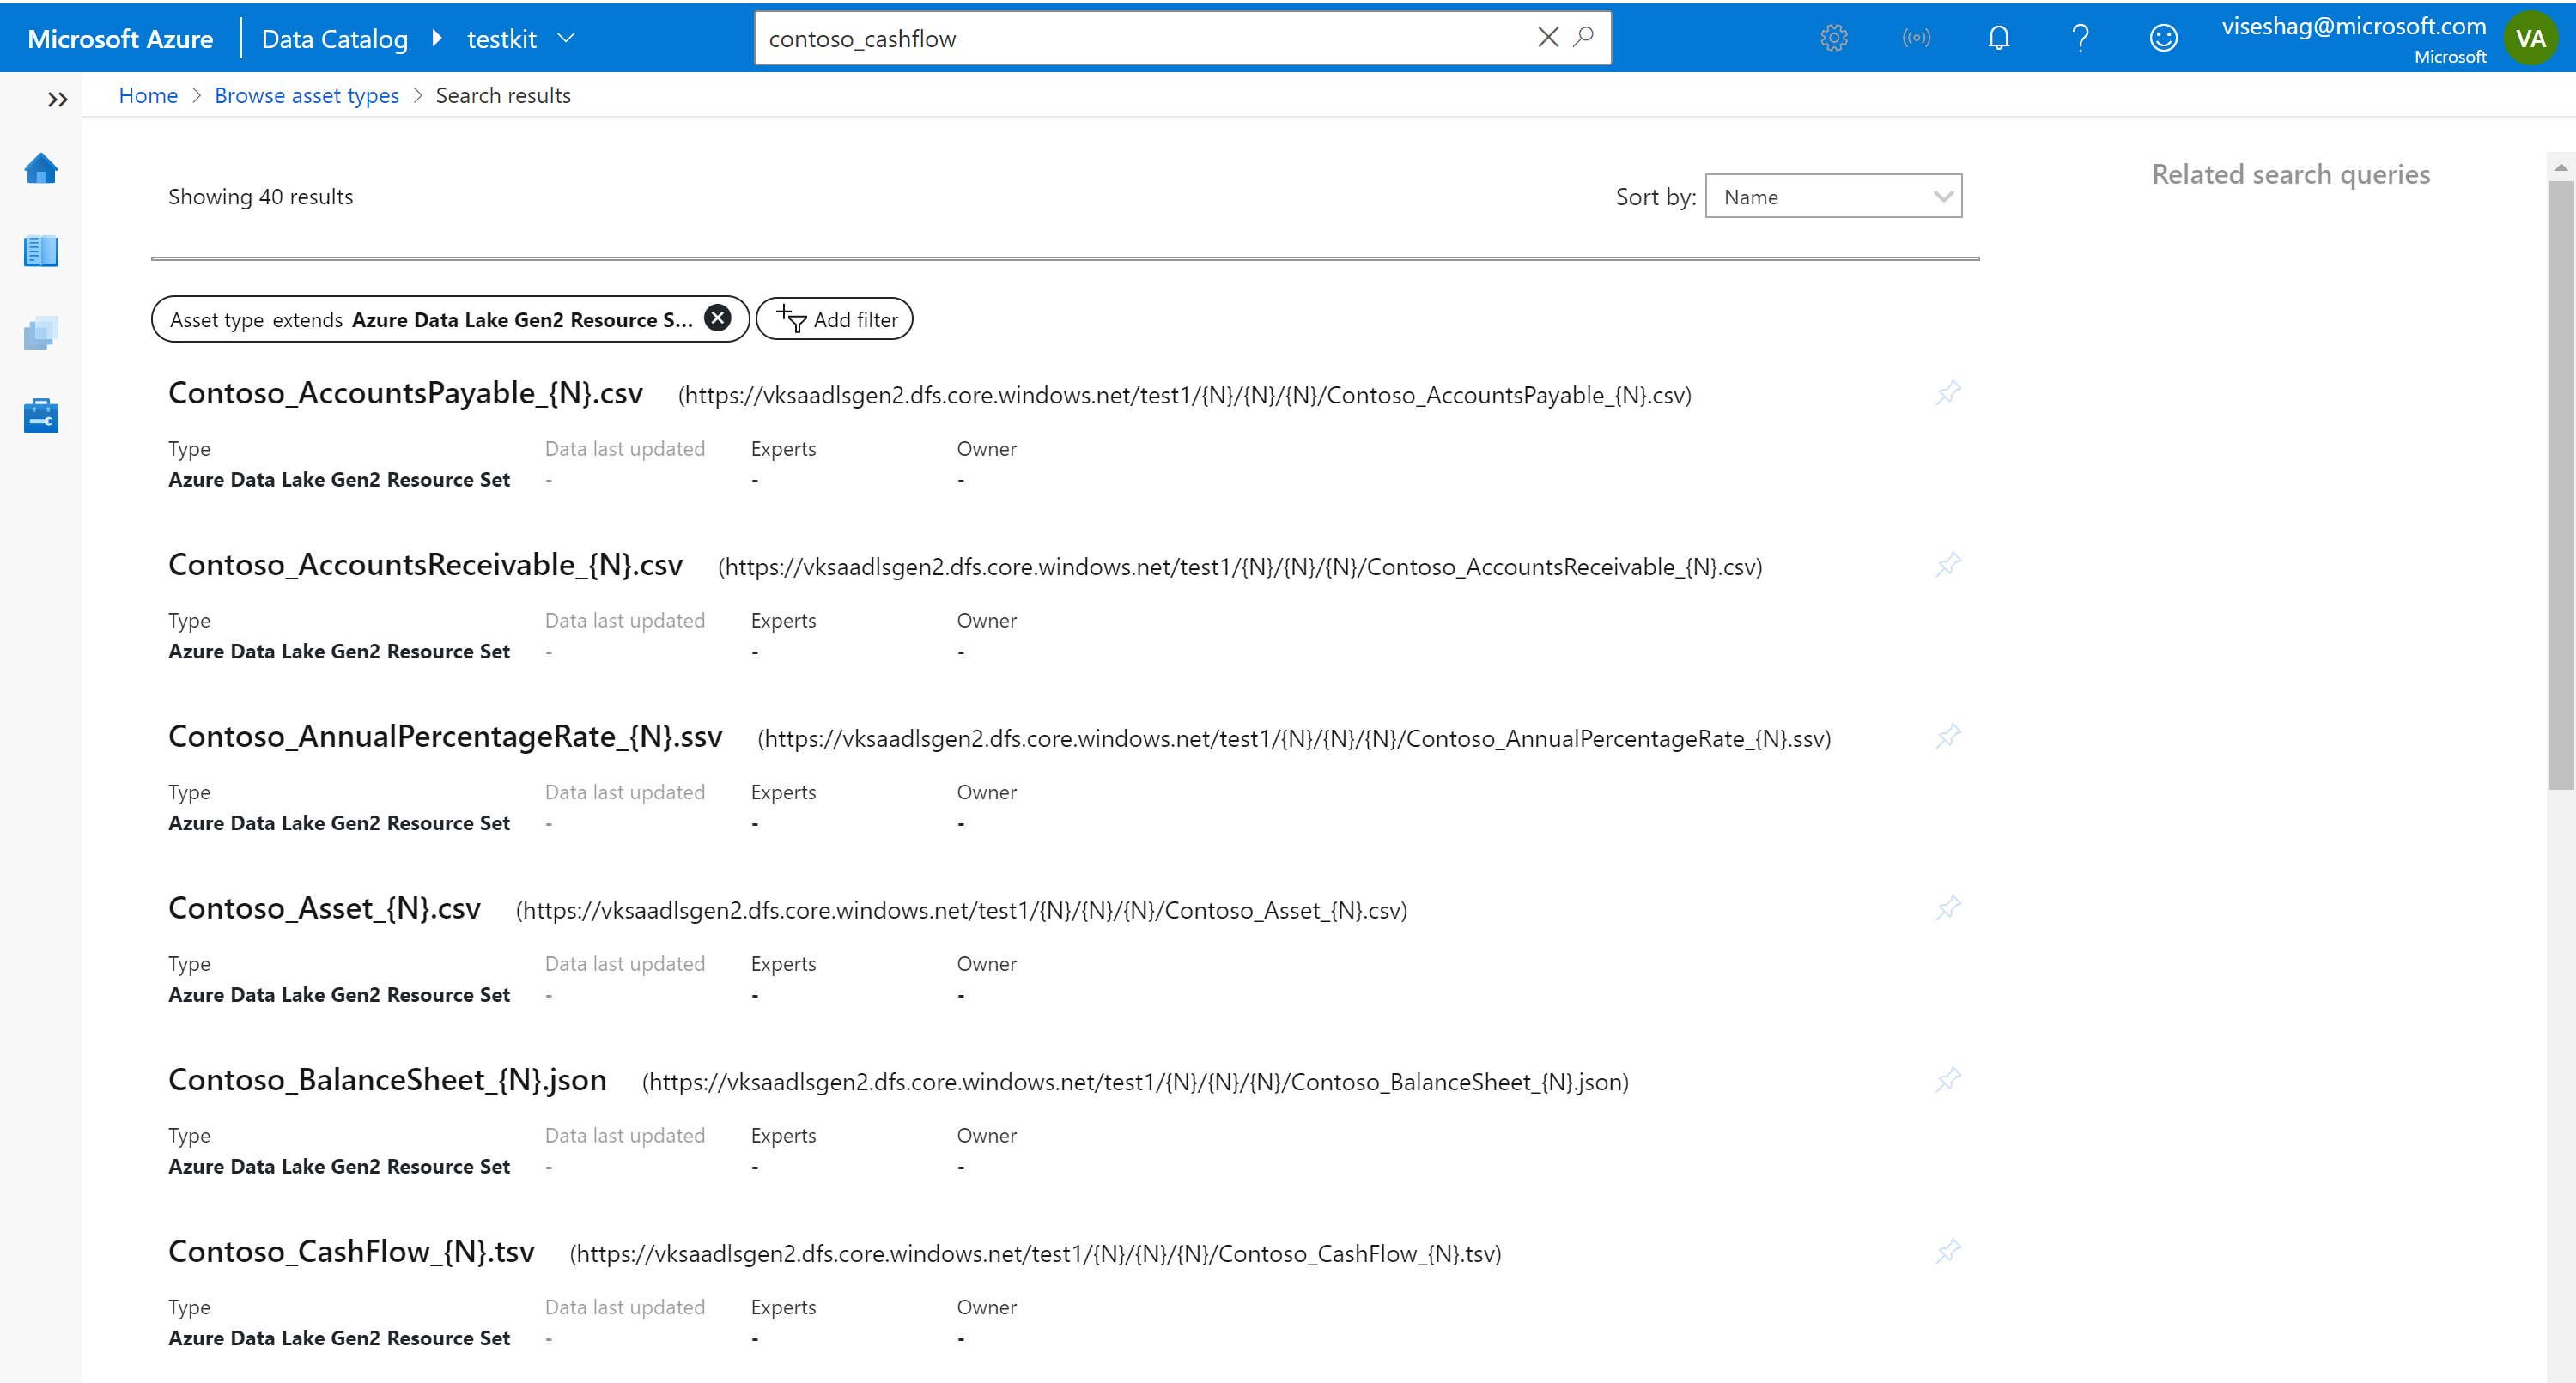 Microsoft Azure
Data Catalog
testkit
contoso_cashflow
viseshag@microsoft.com
Microsoft
VA
Home > Browse asset types > Search results
Showing 40 results
Sort by: Name
Related search queries
Asset type extends Azure Data Lake Gen2 Resource S...
Add filter
Contoso_AccountsPayable_{N}.csv (https://vksaadlsgen2.dfs.core.windows.net/test1/{N}/{N}/{N}/Contoso_AccountsPayable_{N}.csv)
Type Data last updated Experts Owner
Azure Data Lake Gen2 Resource Set - - -
Contoso_AccountsReceivable_{N}.csv (https://vksaadlsgen2.dfs.core.windows.net/test1/{N}/{N}/{N}/Contoso_AccountsReceivable_{N}.csv)
Type Data last updated Experts Owner
Azure Data Lake Gen2 Resource Set - - -
Contoso_AnnualPercentageRate_{N}.ssv (https://vksaadlsgen2.dfs.core.windows.net/test1/{N}/{N}/{N}/Contoso_AnnualPercentageRate_{N}.ssv)
Type Data last updated Experts Owner
Azure Data Lake Gen2 Resource Set - - -
Contoso_Asset_{N}.csv (https://vksaadlsgen2.dfs.core.windows.net/test1/{N}/{N}/{N}/Contoso_Asset_{N}.csv)
Type Data last updated Experts Owner
Azure Data Lake Gen2 Resource Set - - -
Contoso_BalanceSheet_{N}.json (https://vksaadlsgen2.dfs.core.windows.net/test1/{N}/{N}/{N}/Contoso_BalanceSheet_{N}.json)
Type Data last updated Experts Owner
Azure Data Lake Gen2 Resource Set - - -
Contoso_CashFlow_{N}.tsv (https://vksaadlsgen2.dfs.core.windows.net/test1/{N}/{N}/{N}/Contoso_CashFlow_{N}.tsv)
Type Data last updated Experts Owner
Azure Data Lake Gen2 Resource Set - - -